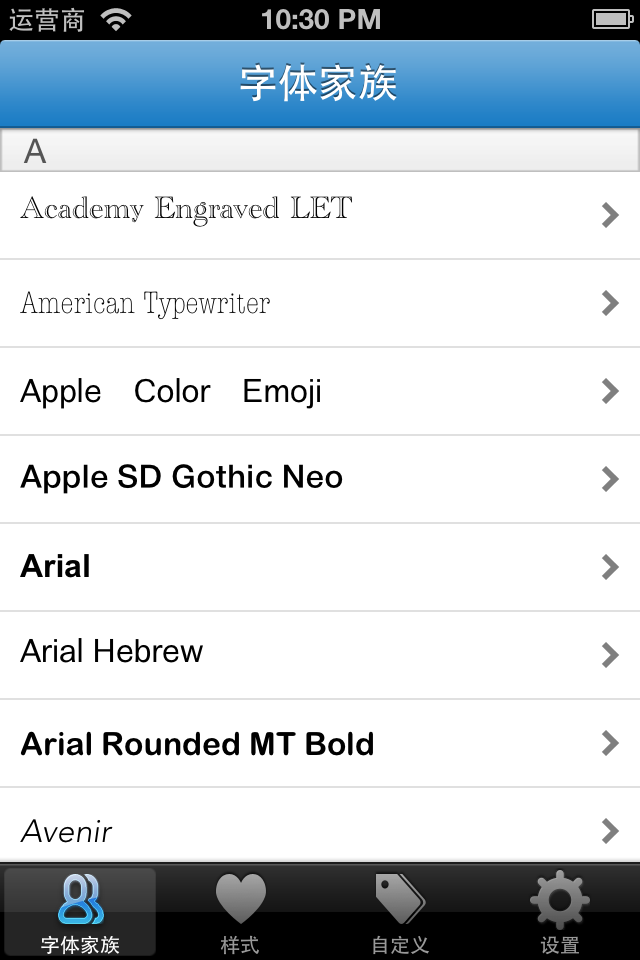 运营商 10:30 PM
字体家族
A
Academy Engraved LET
American Typewriter
Apple Color Emoji
Apple SD Gothic Neo
Arial
Arial Hebrew
Arial Rounded MT Bold
Avenir
字体家族 样式 自定义 设置